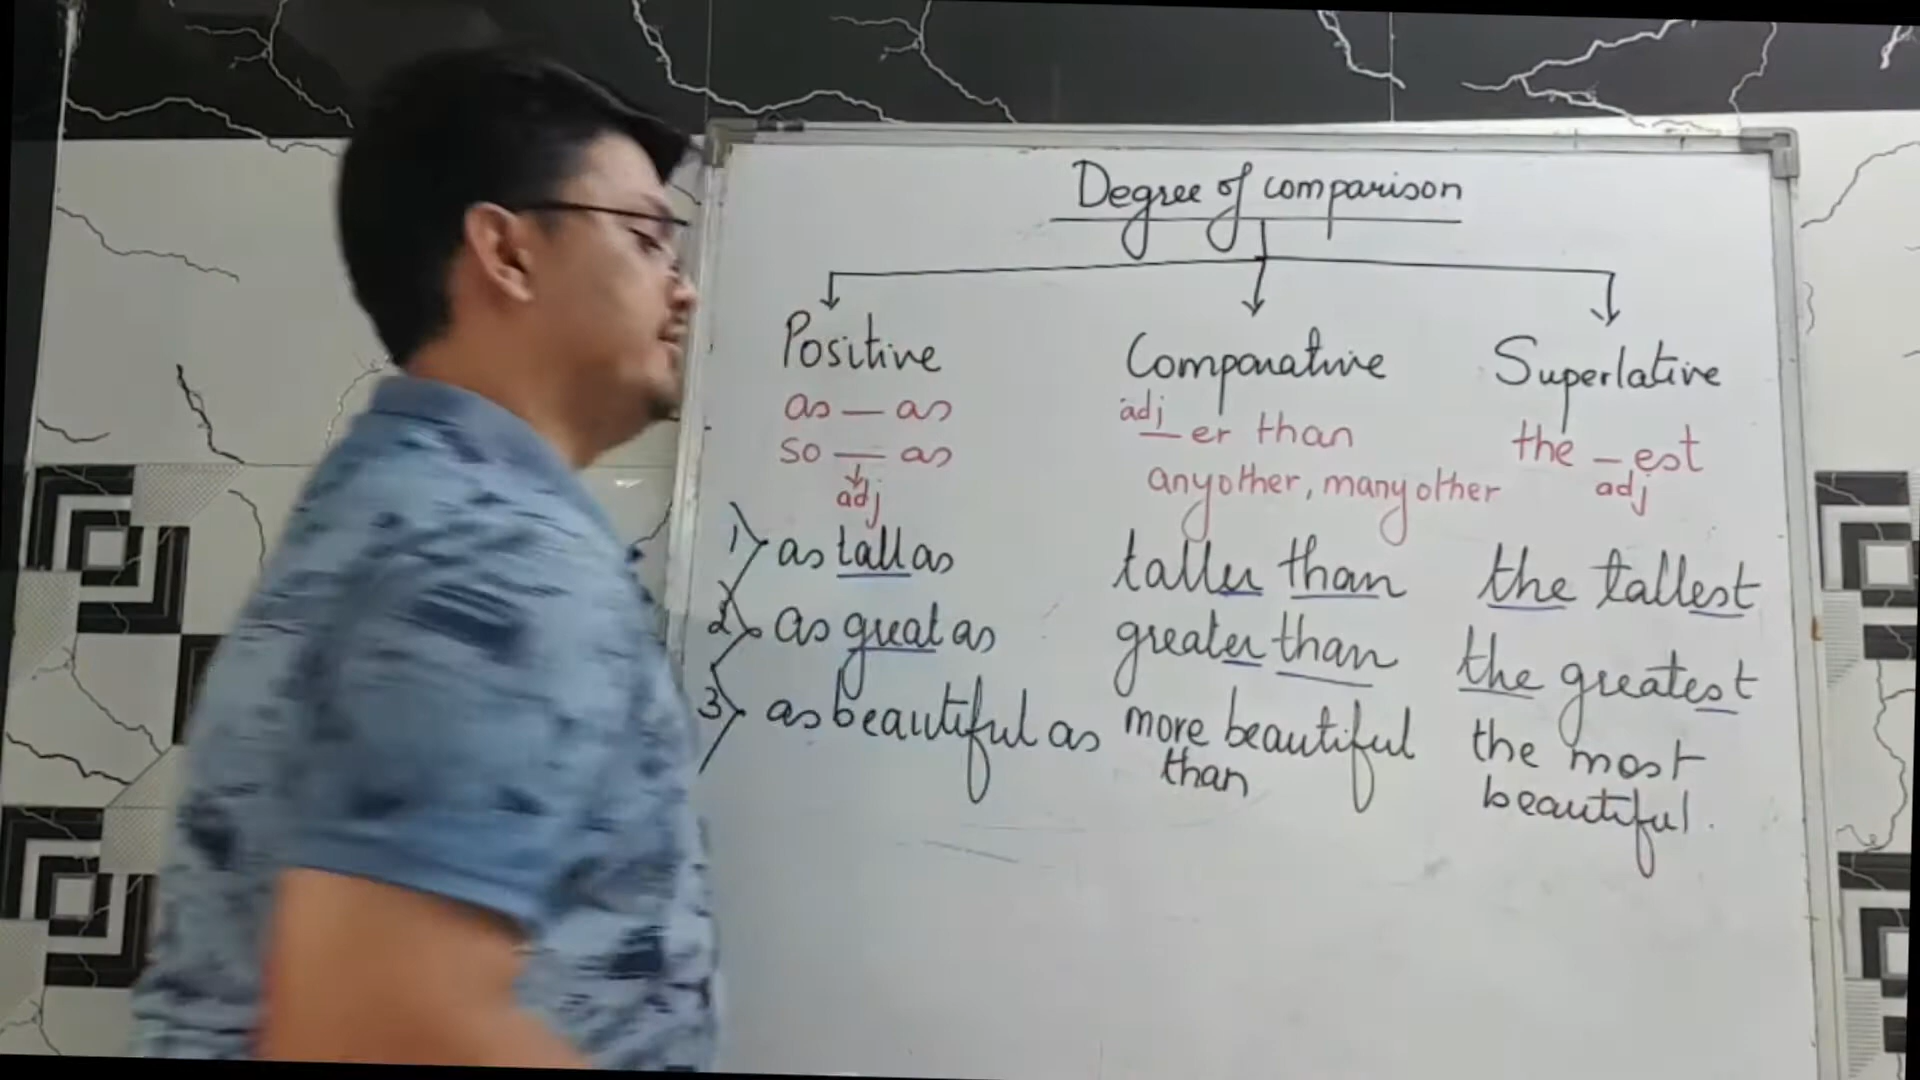 Degree of comparison
Positive
as — as
so — as
adj
1) as tall as
2) as great as
3) as beautiful as
Comparative
adj
_er than
any other, many other
taller than
greater than
more beautiful
than
Superlative
the _est
adj
the tallest
the greatest
the most
beautiful.